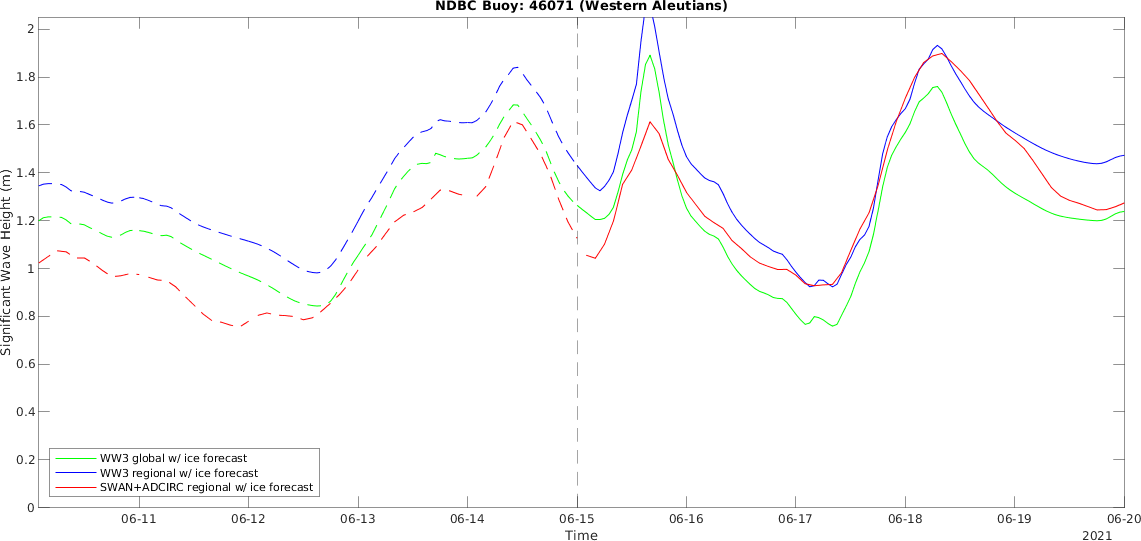 NDBC Buoy: 46071 (Western Aleutians)
2
1.8
1.6
1.4
1.2
1
0.8
0.6
0.4
0.2
0
Significant Wave Height (m)
WW3 global w/ ice forecast
WW3 regional w/ ice forecast
SWAN+ADCIRC regional w/ ice forecast
06-11 06-12 06-13 06-14 06-15 06-16 06-17 06-18 06-19 06-20
Time
2021